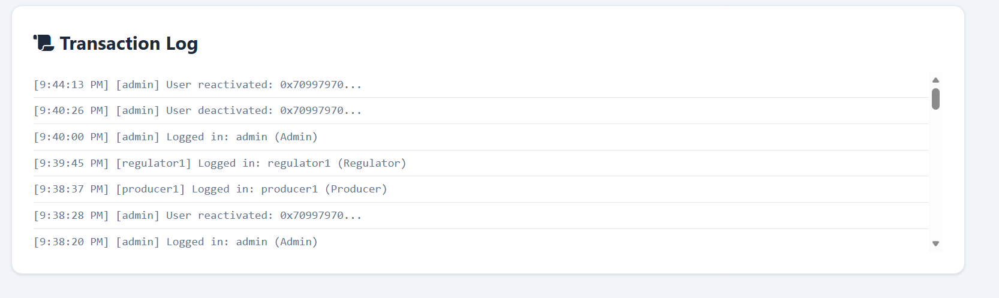 Transaction Log
[9:44:13 PM] [admin] User reactivated: 0x70997970...
[9:40:26 PM] [admin] User deactivated: 0x70997970...
[9:40:00 PM] [admin] Logged in: admin (Admin)
[9:39:45 PM] [regulator1] Logged in: regulator1 (Regulator)
[9:38:37 PM] [producer1] Logged in: producer1 (Producer)
[9:38:28 PM] [admin] User reactivated: 0x70997970...
[9:38:20 PM] [admin] Logged in: admin (Admin)